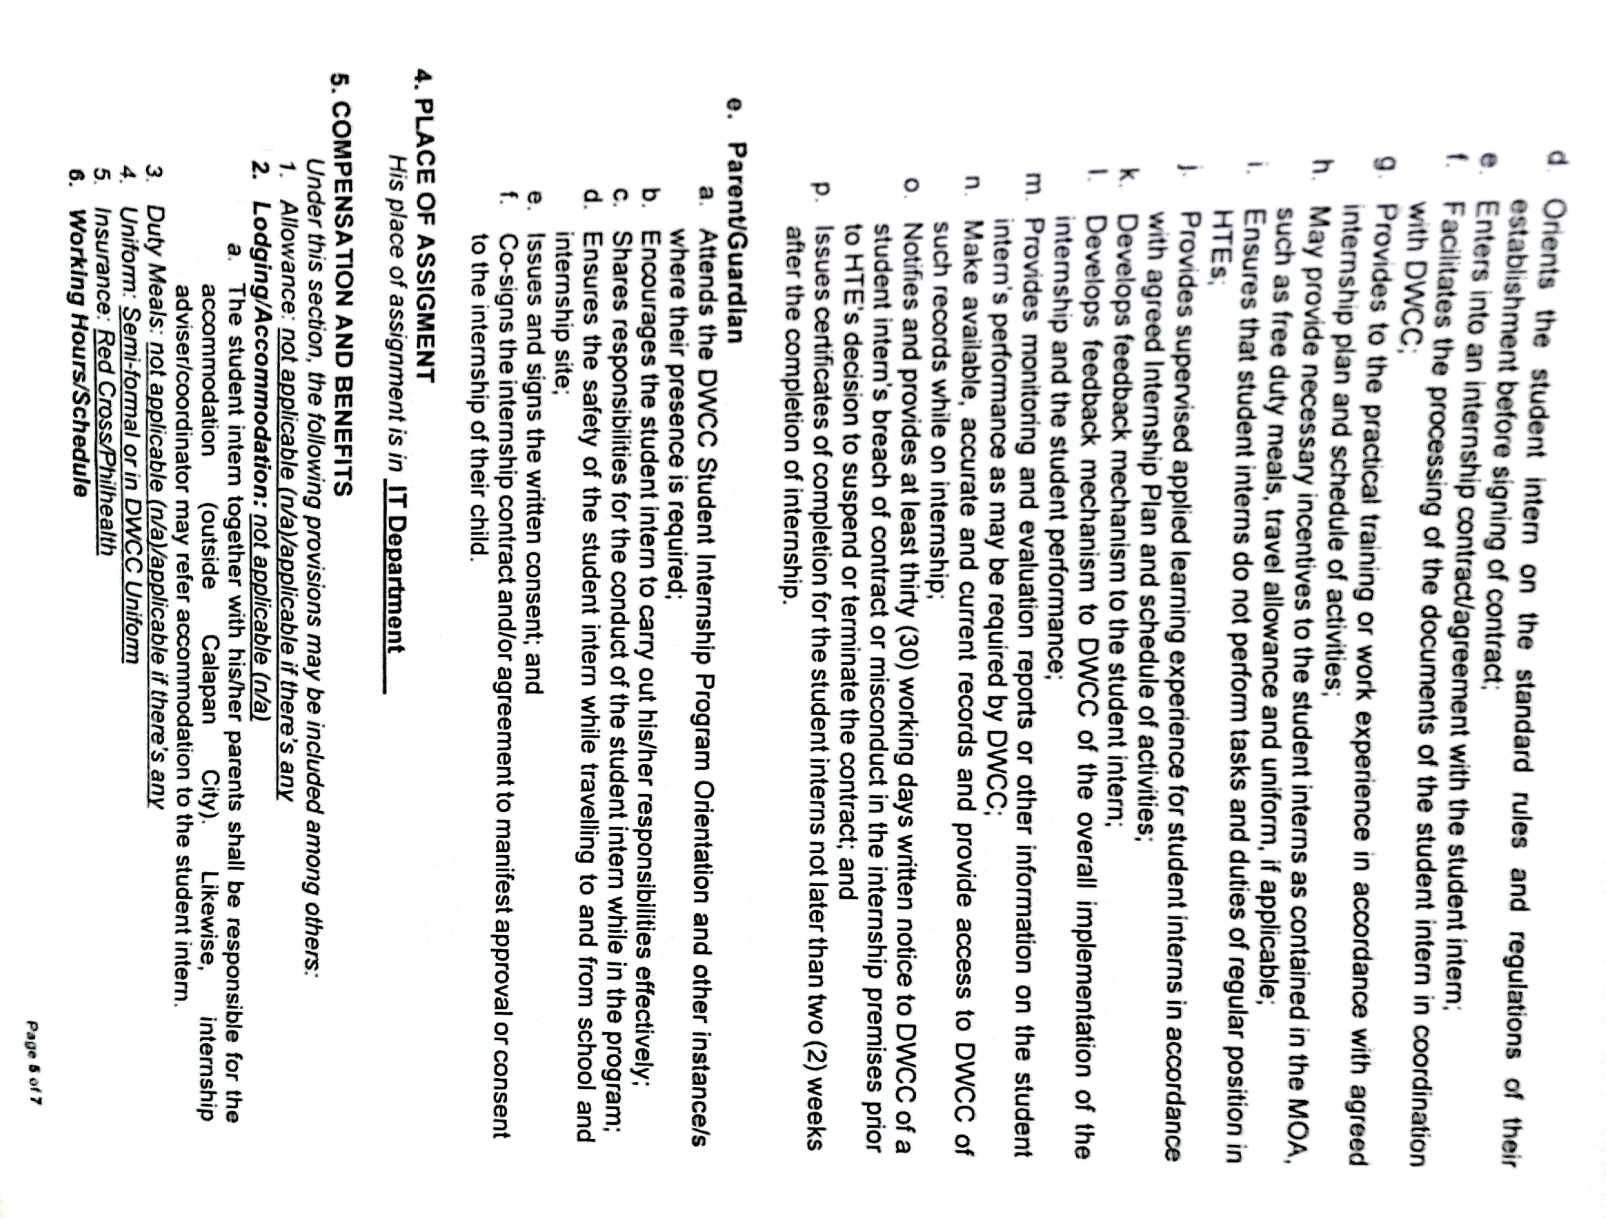 d. Orients the student intern on the standard rules and regulations of their
establishment before signing of contract;
e. Enters into an internship contract/agreement with the student intern;
f. Facilitates the processing of the documents of the student intern in coordination
with DWCC;
g. Provides to the practical training or work experience in accordance with agreed
internship plan and schedule of activities;
h. May provide necessary incentives to the student interns as contained in the MOA,
such as free duty meals, travel allowance and uniform, if applicable;
i. Ensures that student interns do not perform tasks and duties of regular position in
HTEs;
j. Provides supervised applied learning experience for student interns in accordance
with agreed Internship Plan and schedule of activities;
k. Develops feedback mechanism to the student intern;
l. Develops feedback mechanism to DWCC of the overall implementation of the
internship and the student performance;
m. Provides monitoring and evaluation reports or other information on the student
intern's performance as may be required by DWCC;
n. Make available, accurate and current records and provide access to DWCC of
such records while on internship;
o. Notifies and provides at least thirty (30) working days written notice to DWCC of a
student intern's breach of contract or misconduct in the internship premises prior
to HTE's decision to suspend or terminate the contract; and
p. Issues certificates of completion for the student interns not later than two (2) weeks
after the completion of internship.
e. Parent/Guardian
a. Attends the DWCC Student Internship Program Orientation and other instance/s
where their presence is required;
b. Encourages the student intern to carry out his/her responsibilities effectively;
c. Shares responsibilities for the conduct of the student intern while in the program;
d. Ensures the safety of the student intern while travelling to and from school and
internship site;
e. Issues and signs the written consent; and
f. Co-signs the internship contract and/or agreement to manifest approval or consent
to the internship of their child.
4. PLACE OF ASSIGMENT
His place of assignment is in IT Department
5. COMPENSATION AND BENEFITS
Under this section, the following provisions may be included among others:
1. Allowance: not applicable (n/a)/applicable if there's any
2. Lodging/Accommodation: not applicable (n/a)
a. The student intern together with his/her parents shall be responsible for the
accommodation (outside Calapan City). Likewise, internship
adviser/coordinator may refer accommodation to the student intern.
3. Duty Meals: not applicable (n/a)/applicable if there's any
4. Uniform: Semi-formal or in DWCC Uniform
5. Insurance: Red Cross/Philhealth
6. Working Hours/Schedule
Page 5 of 7